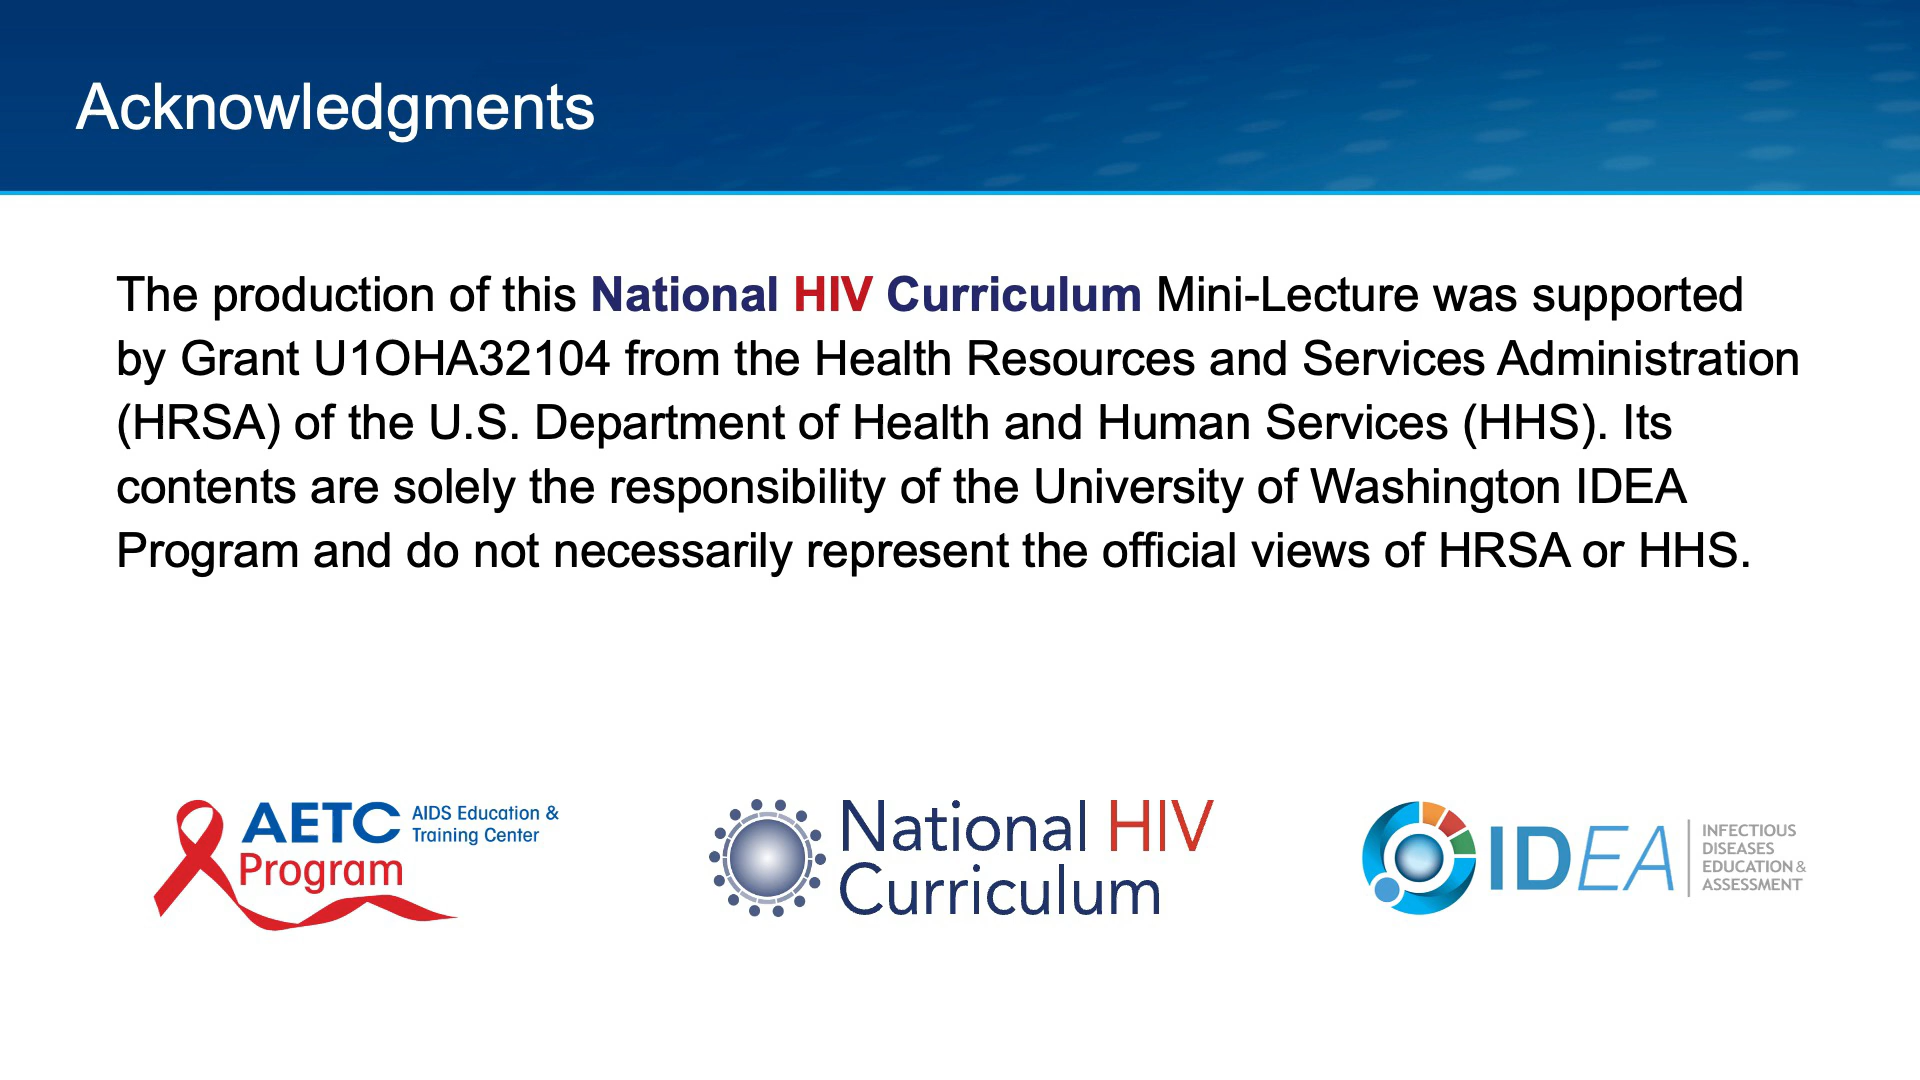 Acknowledgments
The production of this National HIV Curriculum Mini-Lecture was supported
by Grant U1OHA32104 from the Health Resources and Services Administration
(HRSA) of the U.S. Department of Health and Human Services (HHS). Its
contents are solely the responsibility of the University of Washington IDEA
Program and do not necessarily represent the official views of HRSA or HHS.
AETC AIDS Education &
Training Center
Program
National HIV
Curriculum
IDEA
INFECTIOUS
DISEASES
EDUCATION &
ASSESSMENT